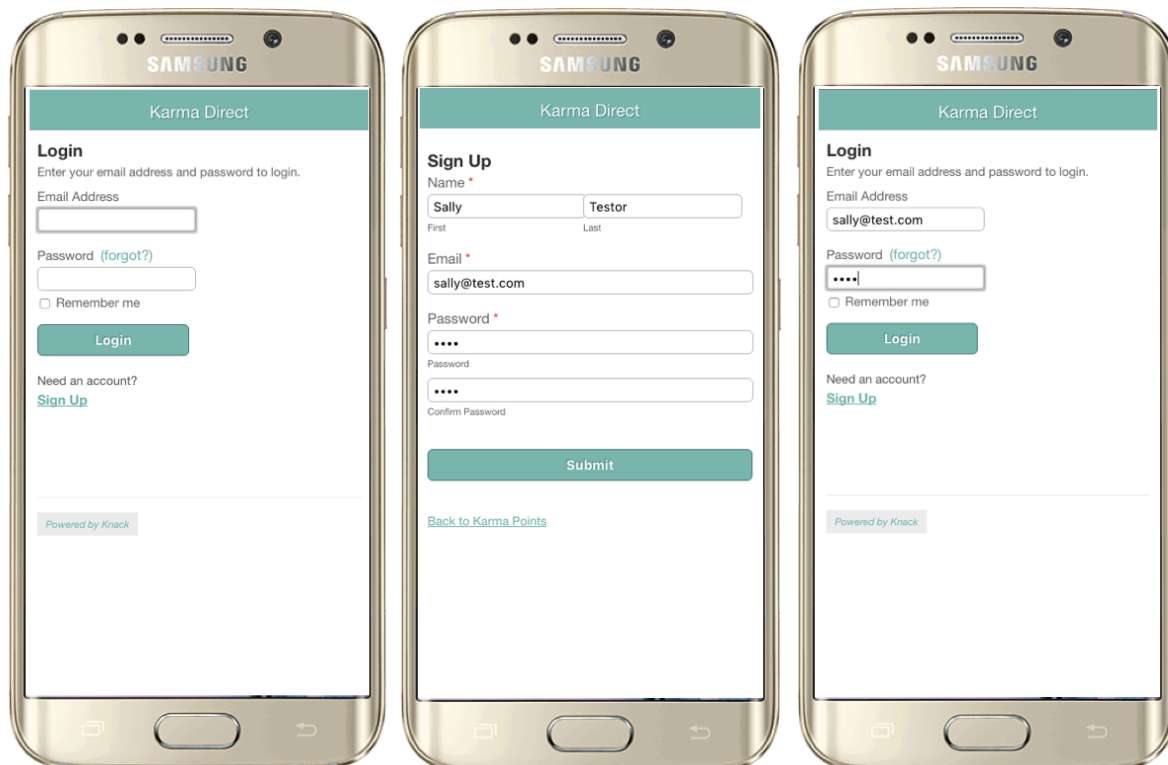 SAMSUNG
Karma Direct
Login
Enter your email address and password to login.
Email Address
Password (forgot?)
Remember me
Login
Need an account?
Sign Up
Powered by Knack
SAMSUNG
Karma Direct
Sign Up
Name *
Sally Testor
First Last
Email *
sally@test.com
Password *
••••
Password
••••
Confirm Password
Submit
Back to Karma Points
SAMSUNG
Karma Direct
Login
Enter your email address and password to login.
Email Address
sally@test.com
Password (forgot?)
••••
Remember me
Login
Need an account?
Sign Up
Powered by Knack